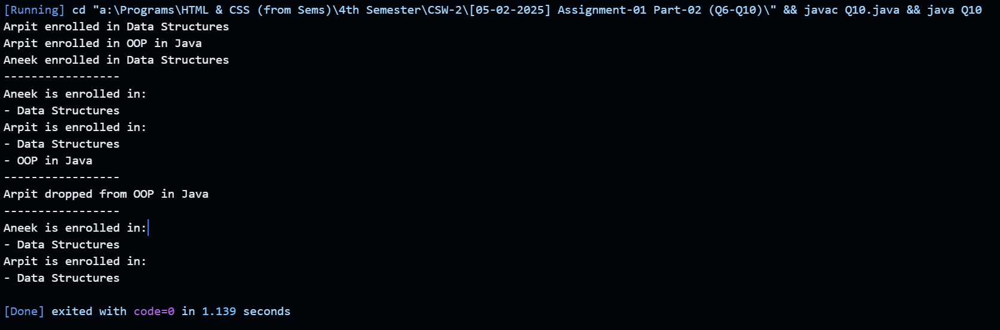 [Running] cd "a:\Programs\HTML & CSS (from Sems)\4th Semester\CSW-2\[05-02-2025] Assignment-01 Part-02 (Q6-Q10)\" && javac Q10.java && java Q10
Arpit enrolled in Data Structures
Arpit enrolled in OOP in Java
Aneek enrolled in Data Structures
-----------------
Aneek is enrolled in:
- Data Structures
Arpit is enrolled in:
- Data Structures
- OOP in Java
-----------------
Arpit dropped from OOP in Java
-----------------
Aneek is enrolled in:
- Data Structures
Arpit is enrolled in:
- Data Structures

[Done] exited with code=0 in 1.139 seconds